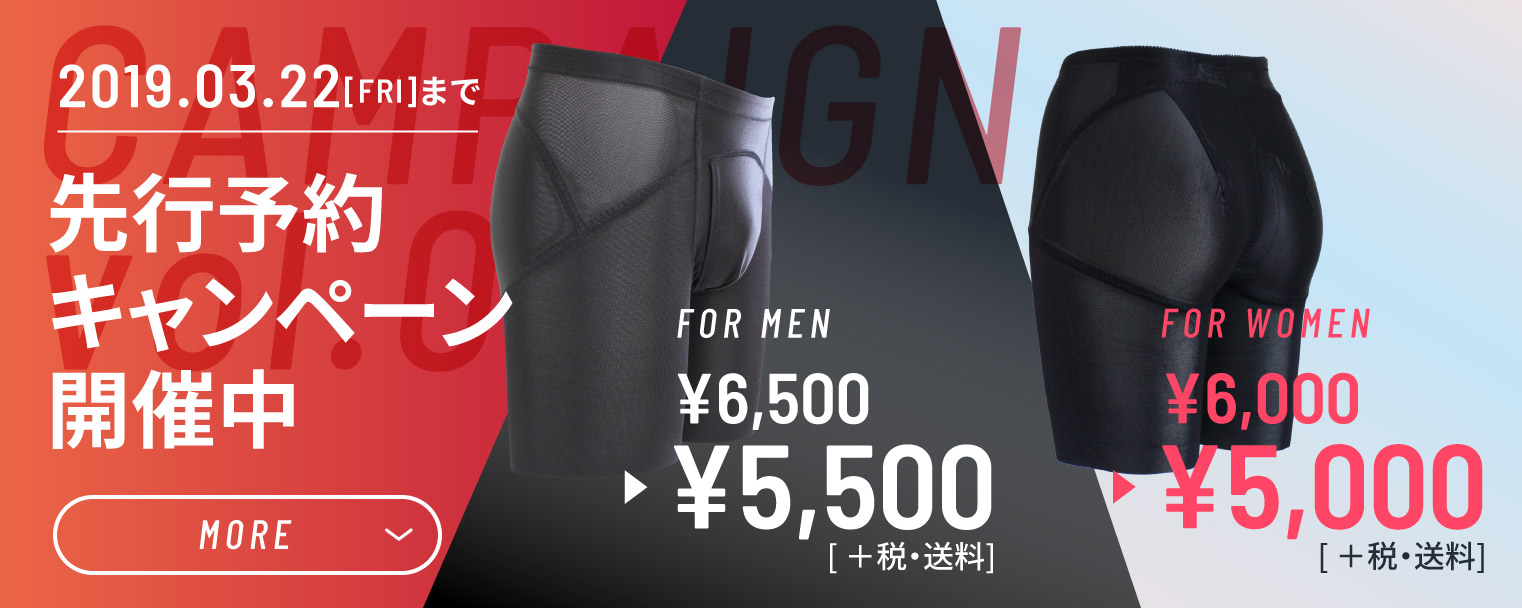 CAMPAIGN
2019.03.22[FRI]まで
先行予約
キャンペーン
開催中
MORE
FOR MEN
¥6,500
¥5,500
[ +税・送料]
FOR WOMEN
¥6,000
¥5,000
[ +税・送料]